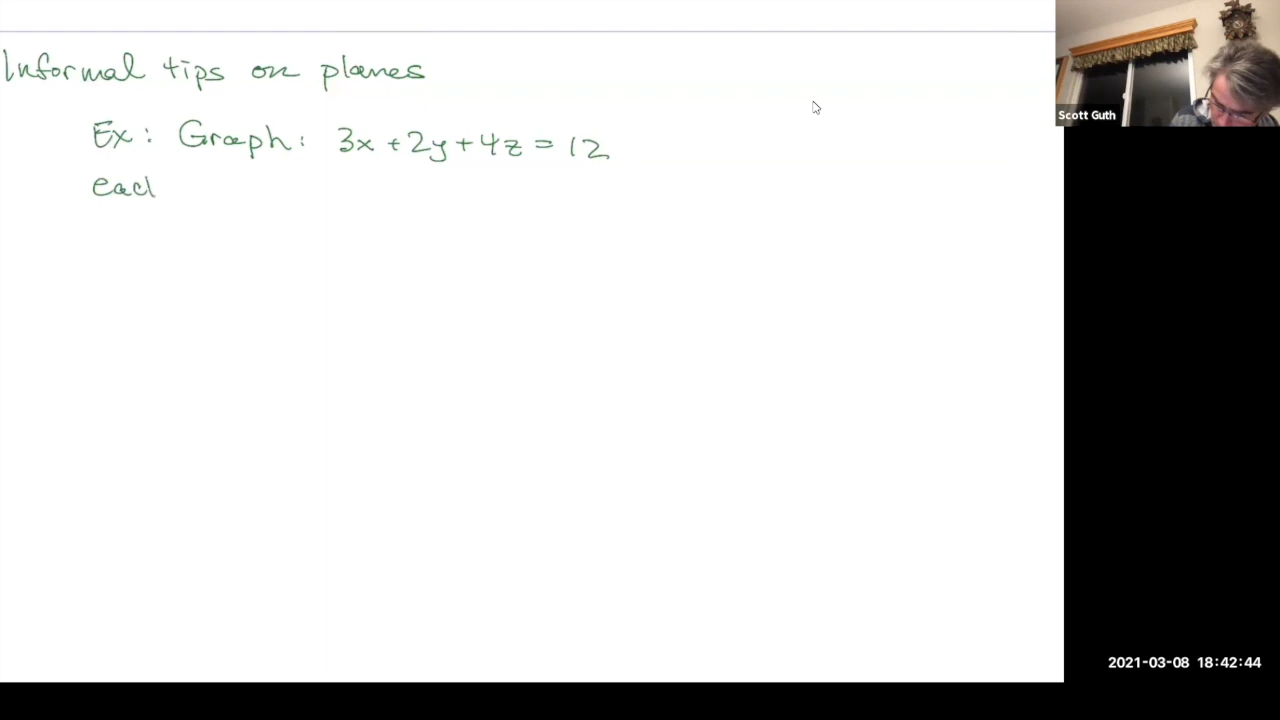 Informal tips on planes
Ex: Graph: 3x + 2y + 4z = 12
eacl
Scott Guth
2021-03-08 18:42:44